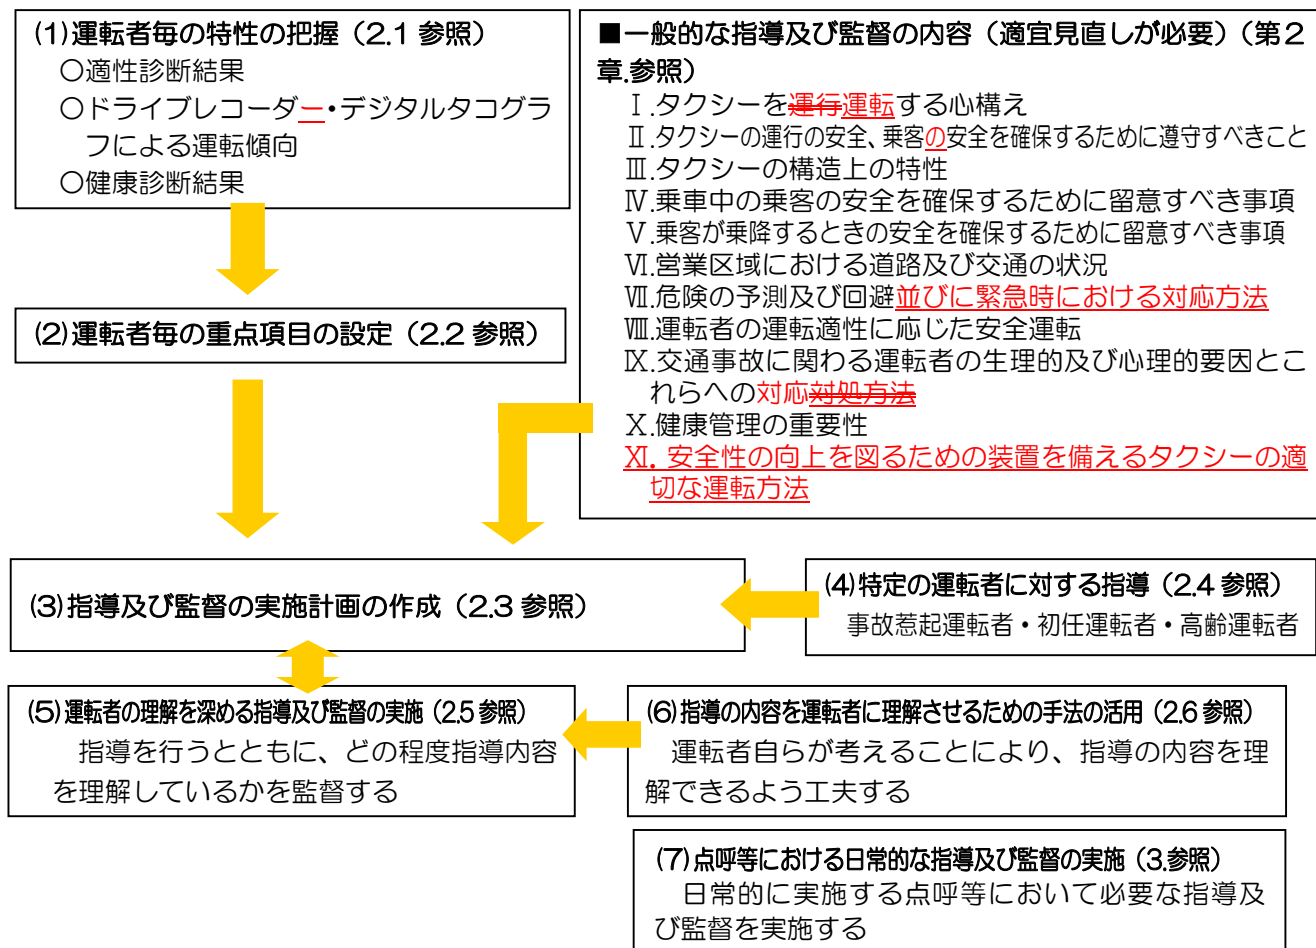 (1)運転者毎の特性の把握（2.1 参照）
〇適性診断結果
〇ドライブレコーダー・デジタルタコグラ
フによる運転傾向
〇健康診断結果
■一般的な指導及び監督の内容（適宜見直しが必要）（第２
章.参照）
Ⅰ.タクシーを運行運転する心構え
Ⅱ.タクシーの運行の安全、乗客の安全を確保するために遵守すべきこと
Ⅲ.タクシーの構造上の特性
Ⅳ.乗車中の乗客の安全を確保するために留意すべき事項
Ⅴ.乗客が乗降するときの安全を確保するために留意すべき事項
Ⅵ.営業区域における道路及び交通の状況
Ⅶ.危険の予測及び回避並びに緊急時における対応方法
Ⅷ.運転者の運転適性に応じた安全運転
Ⅸ.交通事故に関わる運転者の生理的及び心理的要因とこ
れらへの対応対処方法
Ⅹ.健康管理の重要性
Ⅺ. 安全性の向上を図るための装置を備えるタクシーの適
切な運転方法
(2)運転者毎の重点項目の設定（2.2 参照）
(3)指導及び監督の実施計画の作成（2.3 参照）
(4)特定の運転者に対する指導（2.4 参照）
事故惹起運転者・初任運転者・高齢運転者
(5)運転者の理解を深める指導及び監督の実施（2.5 参照）
指導を行うとともに、どの程度指導内容
を理解しているかを監督する
(6)指導の内容を運転者に理解させるための手法の活用（2.6 参照）
運転者自らが考えることにより、指導の内容を理
解できるよう工夫する
(7)点呼等における日常的な指導及び監督の実施（3.参照）
日常的に実施する点呼等において必要な指導及
び監督を実施する